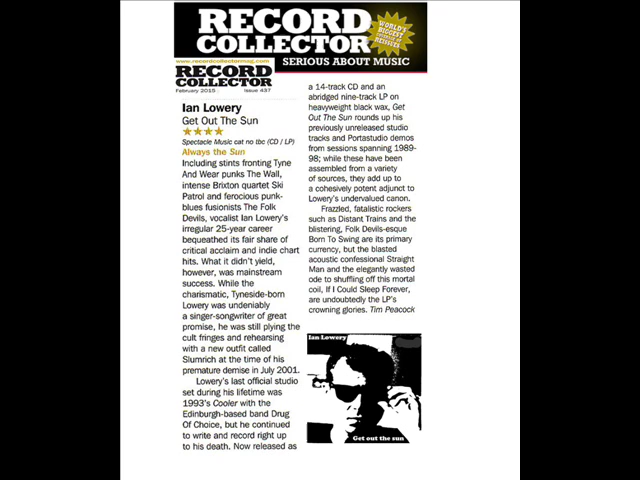 RECORD
COLLECTOR
WORLD'S
BIGGEST
REISSUES
SERIOUS ABOUT MUSIC
www.recordcollectormag.com
RECORD
COLLECTOR
February 2015 Issue 437
Ian Lowery
Get Out The Sun
★★★★
Spectacle Music cat no tbc (CD / LP)
Always the Sun
Including stints fronting Tyne
And Wear punks The Wall,
intense Brixton quartet Ski
Patrol and ferocious punk-
blues fusionists The Folk
Devils, vocalist Ian Lowery's
irregular 25-year career
bequeathed its fair share of
critical acclaim and indie chart
hits. What it didn't yield,
however, was mainstream
success. While the
charismatic, Tyneside-born
Lowery was undeniably
a singer-songwriter of great
promise, he was still plying the
cult fringes and rehearsing
with a new outfit called
Slumrich at the time of his
premature demise in July 2001.
Lowery's last official studio
set during his lifetime was
1993's Cooler with the
Edinburgh-based band Drug
Of Choice, but he continued
to write and record right up
to his death. Now released as
a 14-track CD and an
abridged nine-track LP on
heavyweight black wax, Get
Out The Sun rounds up his
previously unreleased studio
tracks and Portastudio demos
from sessions spanning 1989-
98; while these have been
assembled from a variety
of sources, they add up to
a cohesively potent adjunct to
Lowery's undervalued canon.
Frazzled, fatalistic rockers
such as Distant Trains and the
blistering, Folk Devils-esque
Born To Swing are its primary
currency, but the blasted
acoustic confessional Straight
Man and the elegantly wasted
ode to shuffling off this mortal
coil, If I Could Sleep Forever,
are undoubtedly the LP's
crowning glories. Tim Peacock
Ian Lowery
Get out the sun